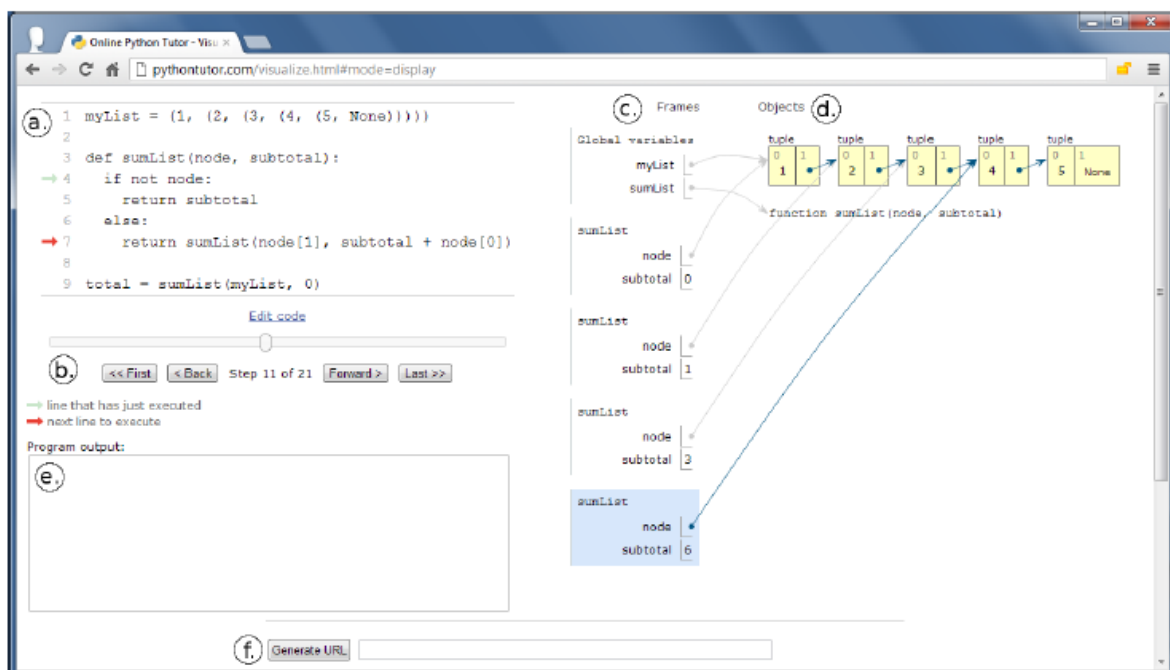 Online Python Tutor - Visu
pythontutor.com/visualize.html#mode=display
a.
1 myList = (1, (2, (3, (4, (5, None)))))
2
3 def sumList(node, subtotal):
4 if not node:
5 return subtotal
6 else:
7 return sumList(node[1], subtotal + node[0])
8
9 total = sumList(myList, 0)
Edit code
b.
<< First < Back Step 11 of 21 Forward > Last >>
line that has just executed
next line to execute
Program output:
e.
c. Frames Objects d.
Global variables
myList
sumList
tuple tuple tuple tuple tuple
0 1 0 1 0 1 0 1 0 1
1 2 3 4 5 None
function sumList(node, subtotal)
sumList
node
subtotal 0
sumList
node
subtotal 1
sumList
node
subtotal 3
sumList
node
subtotal 6
f. Generate URL